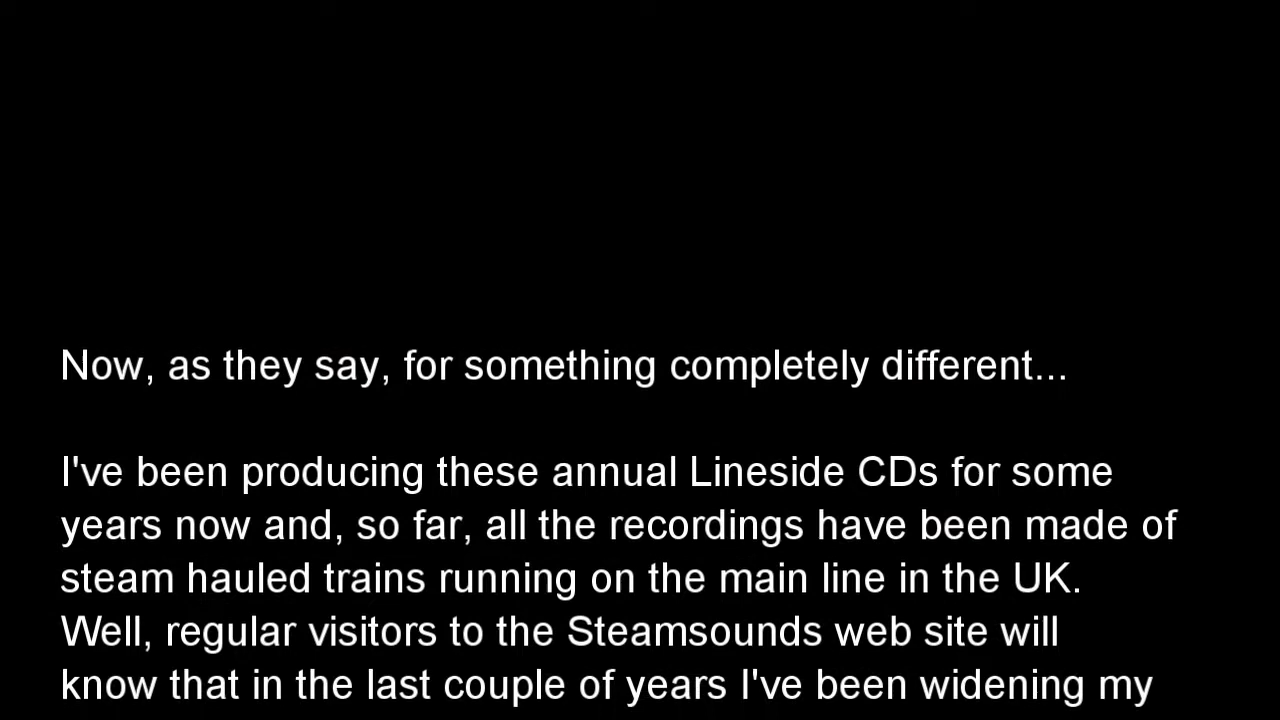 Now, as they say, for something completely different...
I've been producing these annual Lineside CDs for some
years now and, so far, all the recordings have been made of
steam hauled trains running on the main line in the UK.
Well, regular visitors to the Steamsounds web site will
know that in the last couple of years I've been widening my